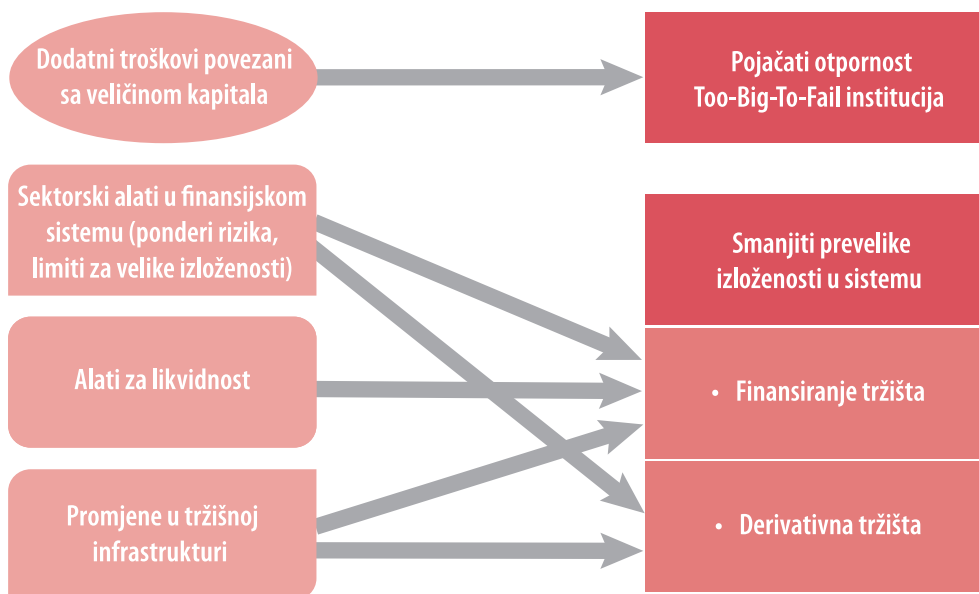 Dodatni troškovi povezani
sa veličinom kapitala
Pojačati otpornost
Too-Big-To-Fail institucija
Sektorski alati u finansijskom
sistemu (ponderi rizika,
limiti za velike izloženosti)
Smanjiti prevelike
izloženosti u sistemu
Alati za likvidnost
• Finansiranje tržišta
Promjene u tržišnoj
infrastrukturi
• Derivativna tržišta